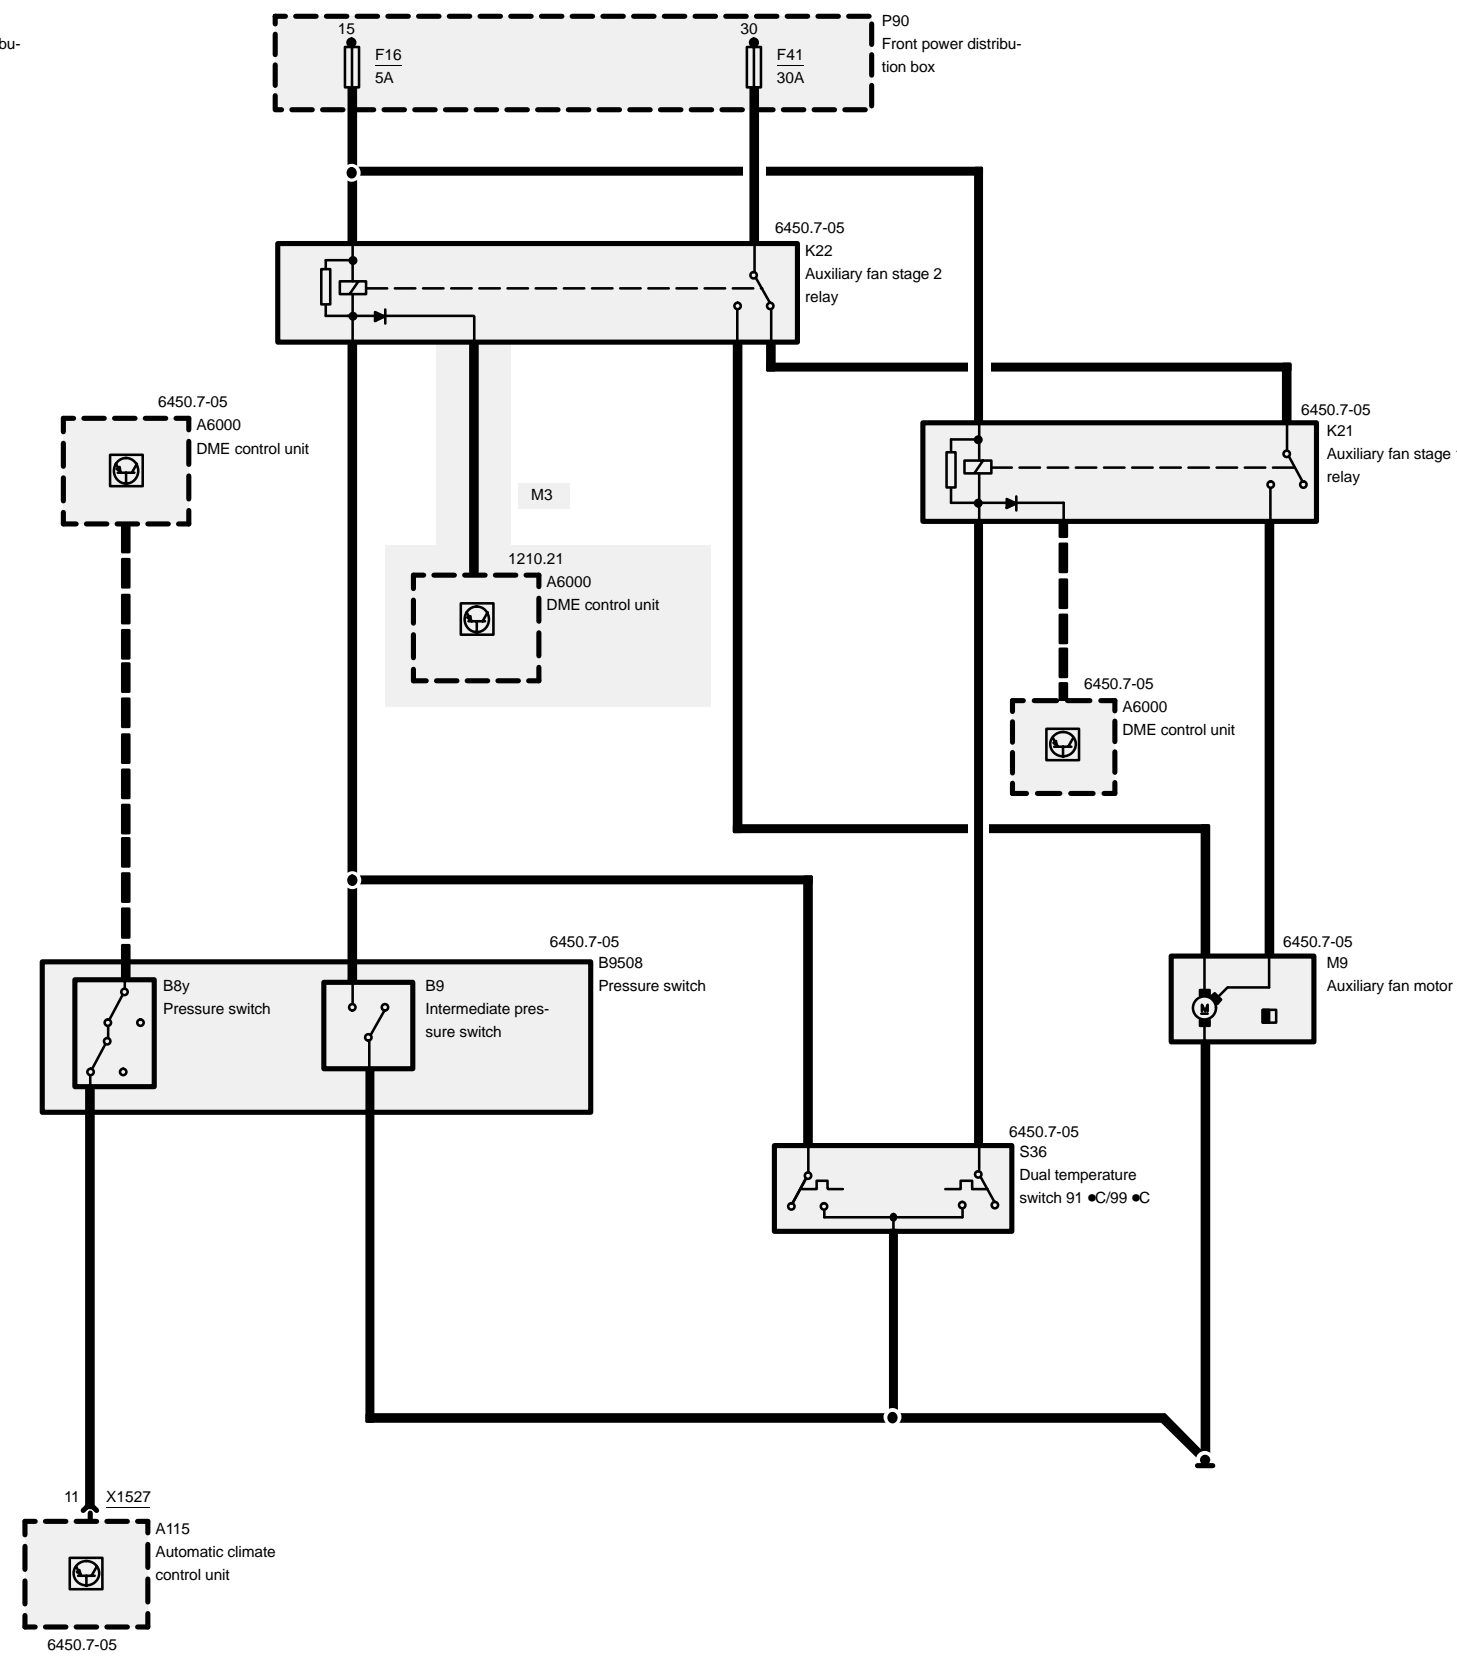 bu-
15
F16
5A
30
F41
30A
P90
Front power distribu-
tion box
6450.7-05
K22
Auxiliary fan stage 2
relay
6450.7-05
A6000
DME control unit
6450.7-05
K21
Auxiliary fan stage
relay
M3
1210.21
A6000
DME control unit
6450.7-05
A6000
DME control unit
6450.7-05
B9508
Pressure switch
B8y
Pressure switch
B9
Intermediate pres-
sure switch
6450.7-05
M9
Auxiliary fan motor
M
6450.7-05
S36
Dual temperature
switch 91 ●C/99 ●C
11
X1527
A115
Automatic climate
control unit
6450.7-05